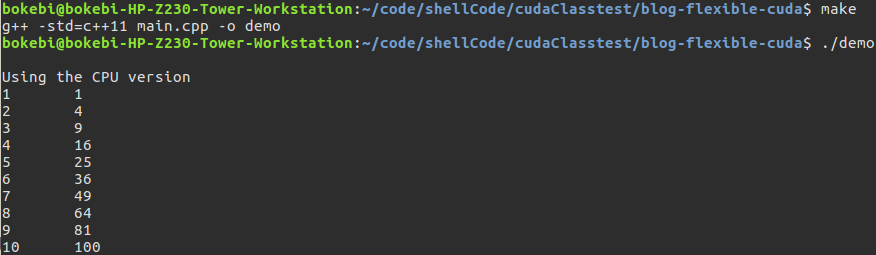 bokebi@bokebi-HP-Z230-Tower-Workstation:~/code/shellCode/cudaClasstest/blog-flexible-cuda$ make
g++ -std=c++11 main.cpp -o demo
bokebi@bokebi-HP-Z230-Tower-Workstation:~/code/shellCode/cudaClasstest/blog-flexible-cuda$ ./demo
Using the CPU version
1 1
2 4
3 9
4 16
5 25
6 36
7 49
8 64
9 81
10 100